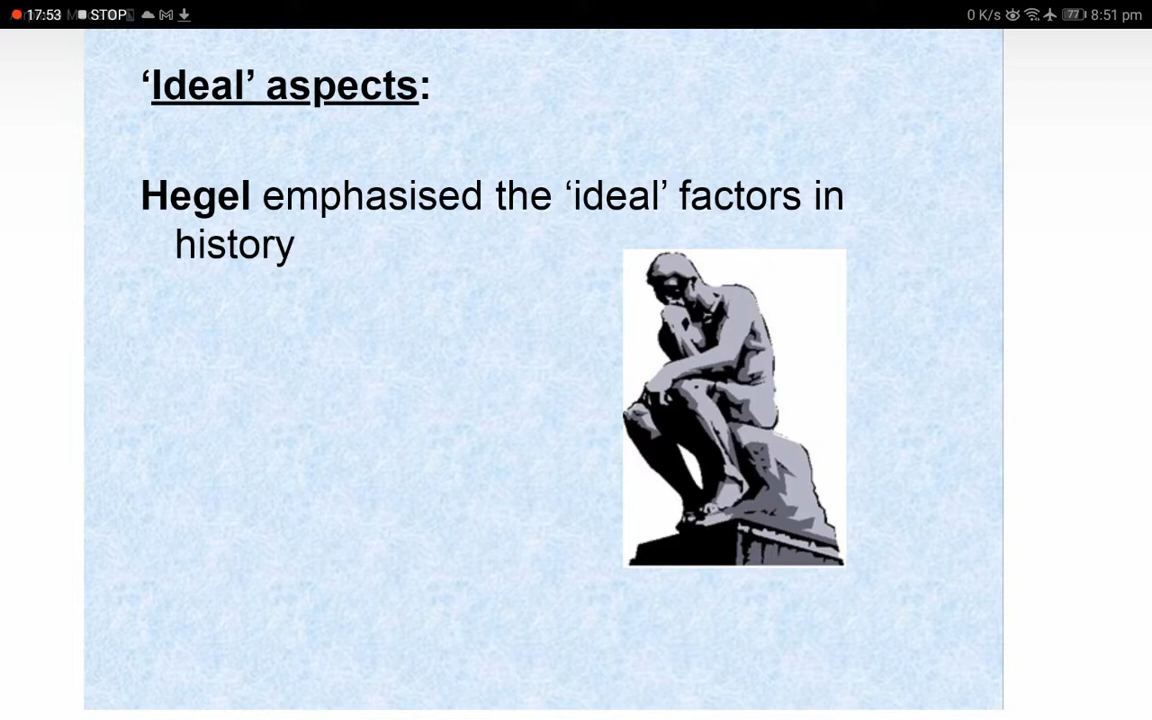 17:53 STOP 0 K/s 77 8:51 pm
‘Ideal’ aspects:
Hegel emphasised the ‘ideal’ factors in
history